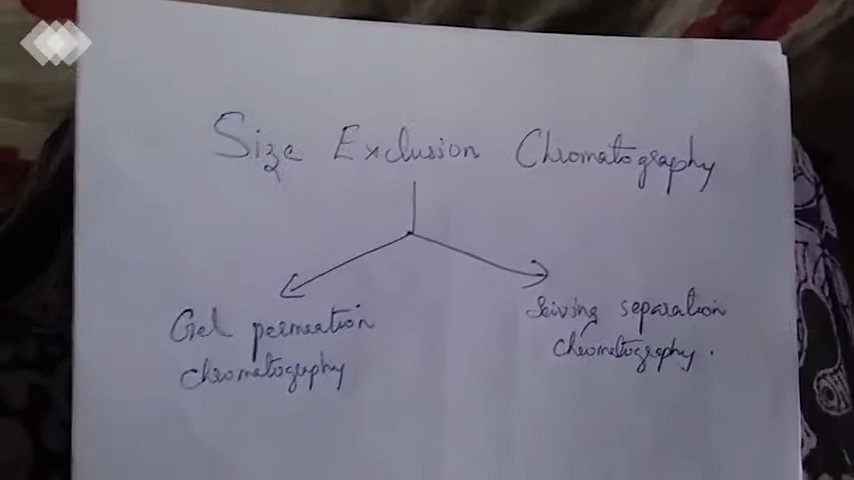 Size Exclusion Chromatography
Gel permeation
chromatography
Seiving separation
chromatography.